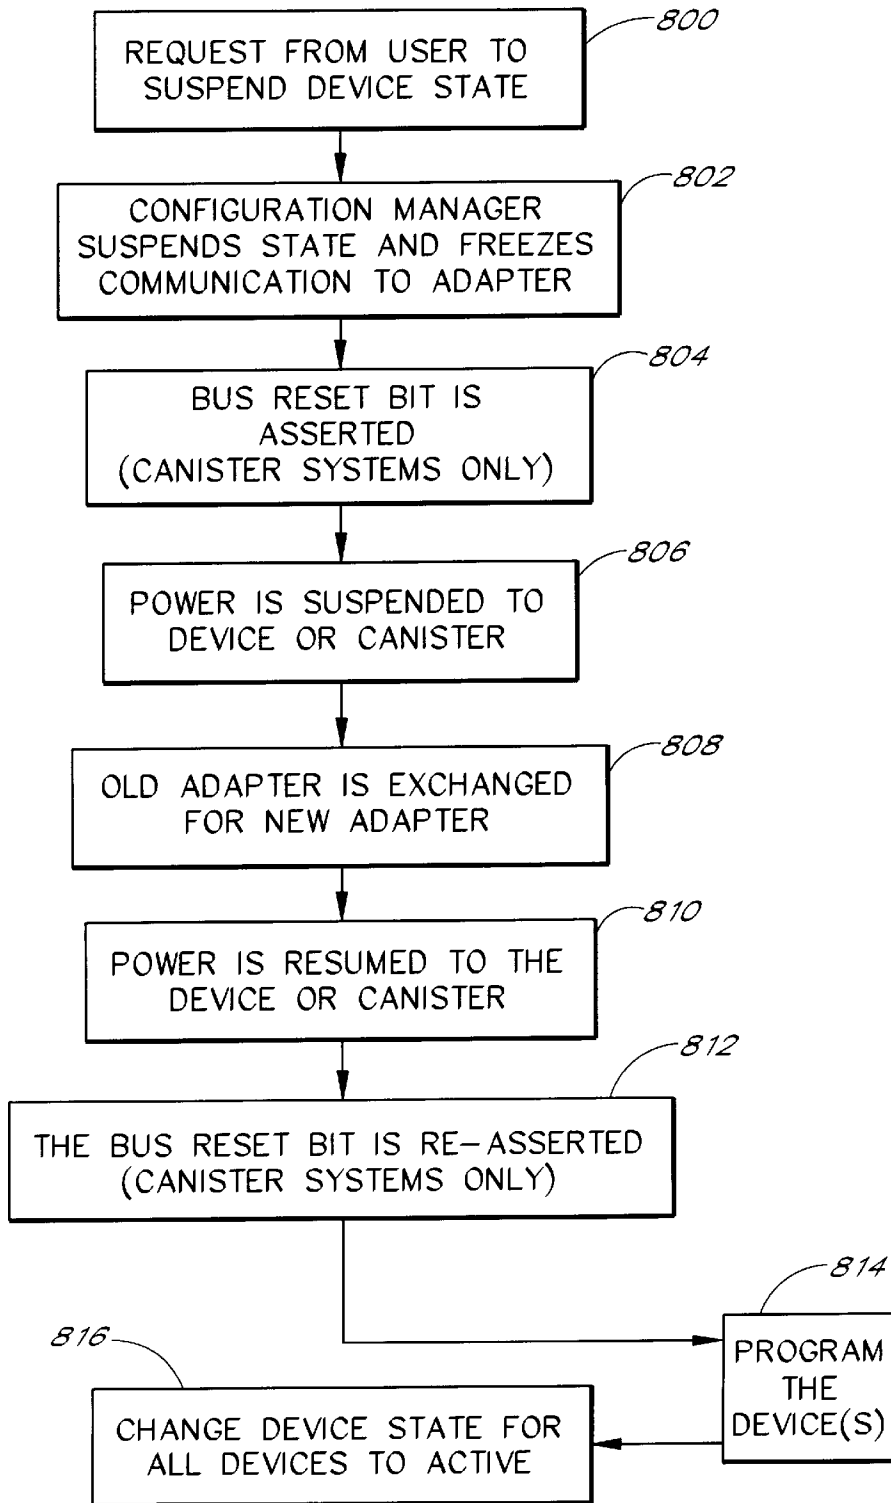 800
REQUEST FROM USER TO
SUSPEND DEVICE STATE
802
CONFIGURATION MANAGER
SUSPENDS STATE AND FREEZES
COMMUNICATION TO ADAPTER
804
BUS RESET BIT IS
ASSERTED
(CANISTER SYSTEMS ONLY)
806
POWER IS SUSPENDED TO
DEVICE OR CANISTER
808
OLD ADAPTER IS EXCHANGED
FOR NEW ADAPTER
810
POWER IS RESUMED TO THE
DEVICE OR CANISTER
812
THE BUS RESET BIT IS RE-ASSERTED
(CANISTER SYSTEMS ONLY)
814
PROGRAM
THE
DEVICE(S)
816
CHANGE DEVICE STATE FOR
ALL DEVICES TO ACTIVE